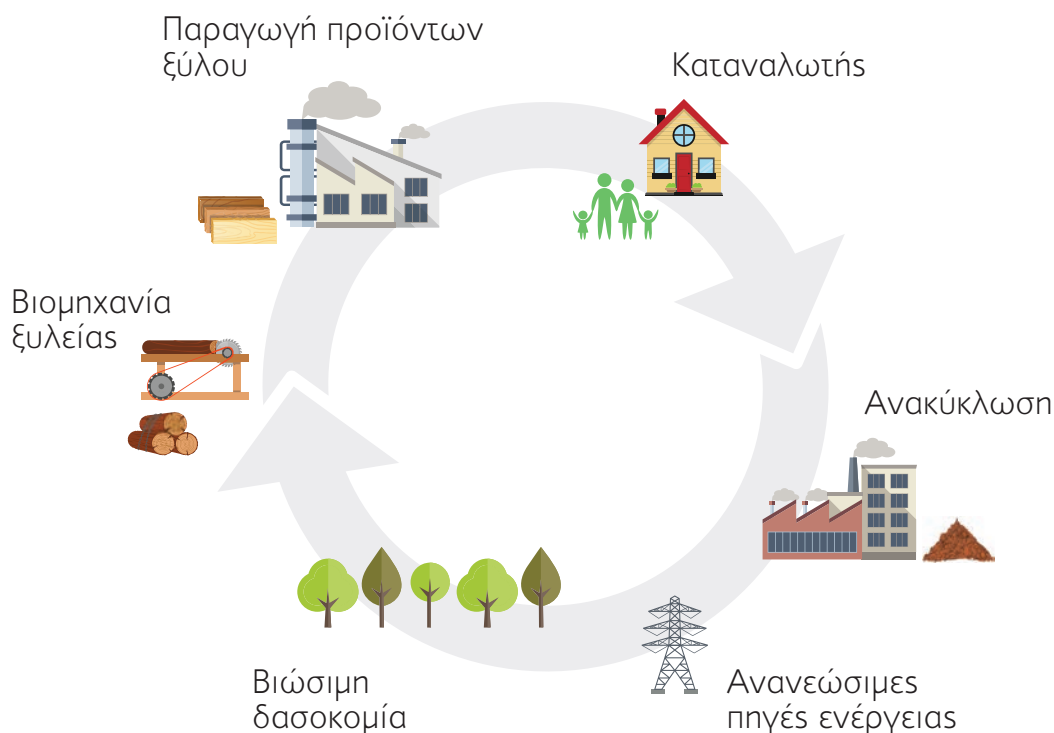 Παραγωγή προϊόντων
ξύλου
Καταναλωτής
Βιομηχανία
ξυλείας
Ανακύκλωση
Βιώσιμη
δασοκομία
Ανανεώσιμες
πηγές ενέργειας